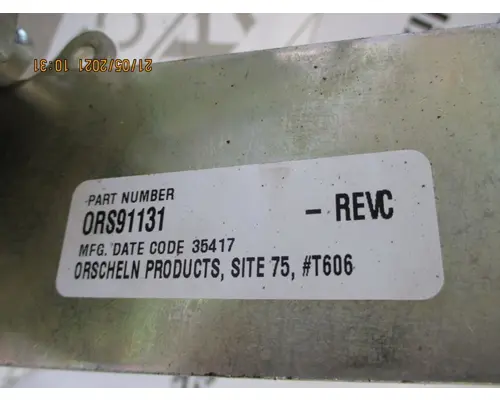 21/05/2021 10:31
PART NUMBER
ORS91131 - REVC
MFG. DATE CODE 35417
ORSCHELN PRODUCTS, SITE 75, #T606